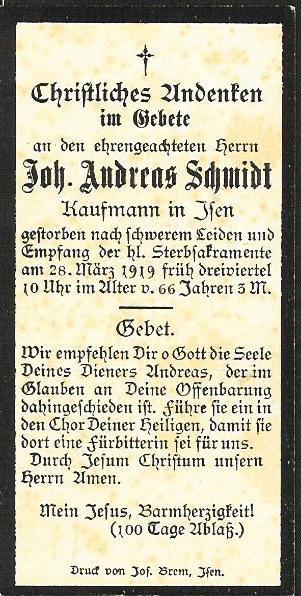 Christliches Andenken
im Gebete
an den ehrengeachteten Herrn
Joh. Andreas Schmidt
Kaufmann in Isen
gestorben nach schwerem Leiden und
Empfang der hl. Sterbsakramente
am 28. März 1919 früh dreiviertel
10 Uhr im Alter v. 66 Jahren 3 M.
Gebet.
Wir empfehlen Dir o Gott die Seele
Deines Dieners Andreas, der im
Glauben an Deine Offenbarung
dahingeschieden ist. Führe sie ein in
den Chor Deiner Heiligen, damit sie
dort eine Fürbitterin sei für uns.
Durch Jesum Christum unsern
Herrn Amen.
Mein Jesus, Barmherzigkeit!
(100 Tage Ablaß.)
Druck von Jos. Brem, Isen.